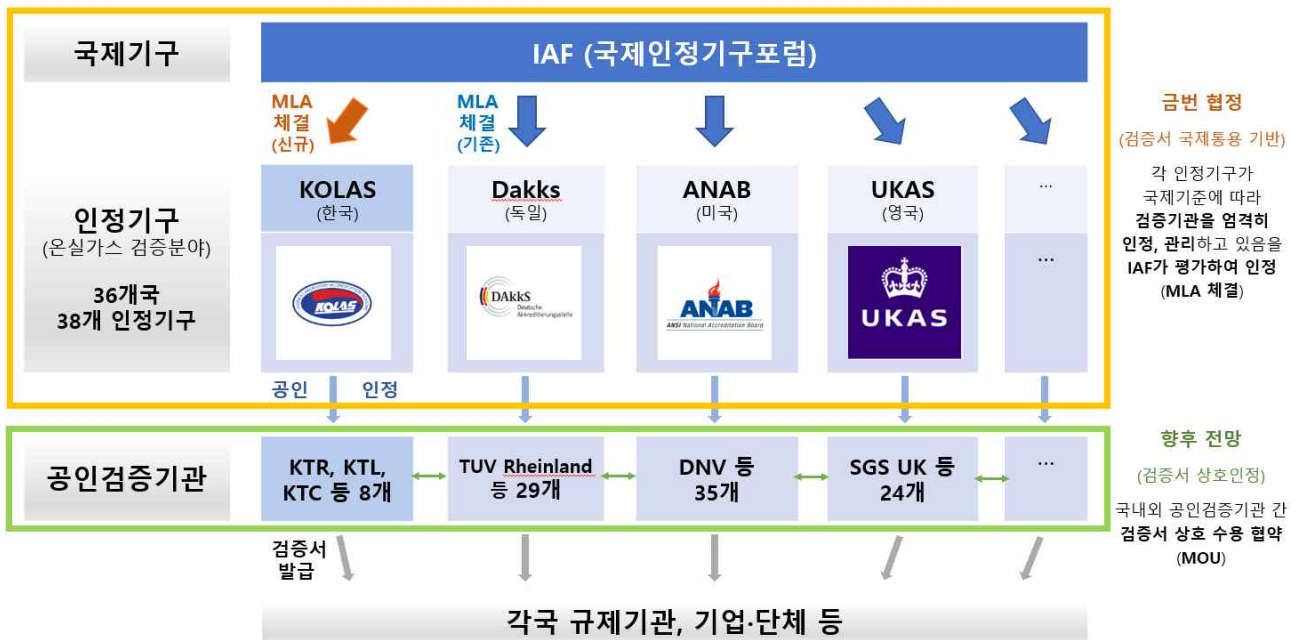 국제기구
IAF (국제인정기구포럼)
MLA
체결
(신규)
MLA
체결
(기존)
금번 협정
(검증서 국제통용 기반)
각 인정기구가
국제기준에 따라
검증기관을 엄격히
인정, 관리하고 있음을
IAF가 평가하여 인정
(MLA 체결)
인정기구
(온실가스 검증분야)
36개국
38개 인정기구
KOLAS
(한국)
Dakks
(독일)
ANAB
(미국)
UKAS
(영국)
...
KOLAS
DAkkS
Deutsche
Akkreditierungsstelle
ANAB
ANSI National Accreditation Board
UKAS
...
공인 인정
공인검증기관
KTR, KTL,
KTC 등 8개
TUV Rheinland
등 29개
DNV 등
35개
SGS UK 등
24개
...
향후 전망
(검증서 상호인정)
국내외 공인검증기관 간
검증서 상호 수용 협약
(MOU)
검증서
발급
각국 규제기관, 기업·단체 등